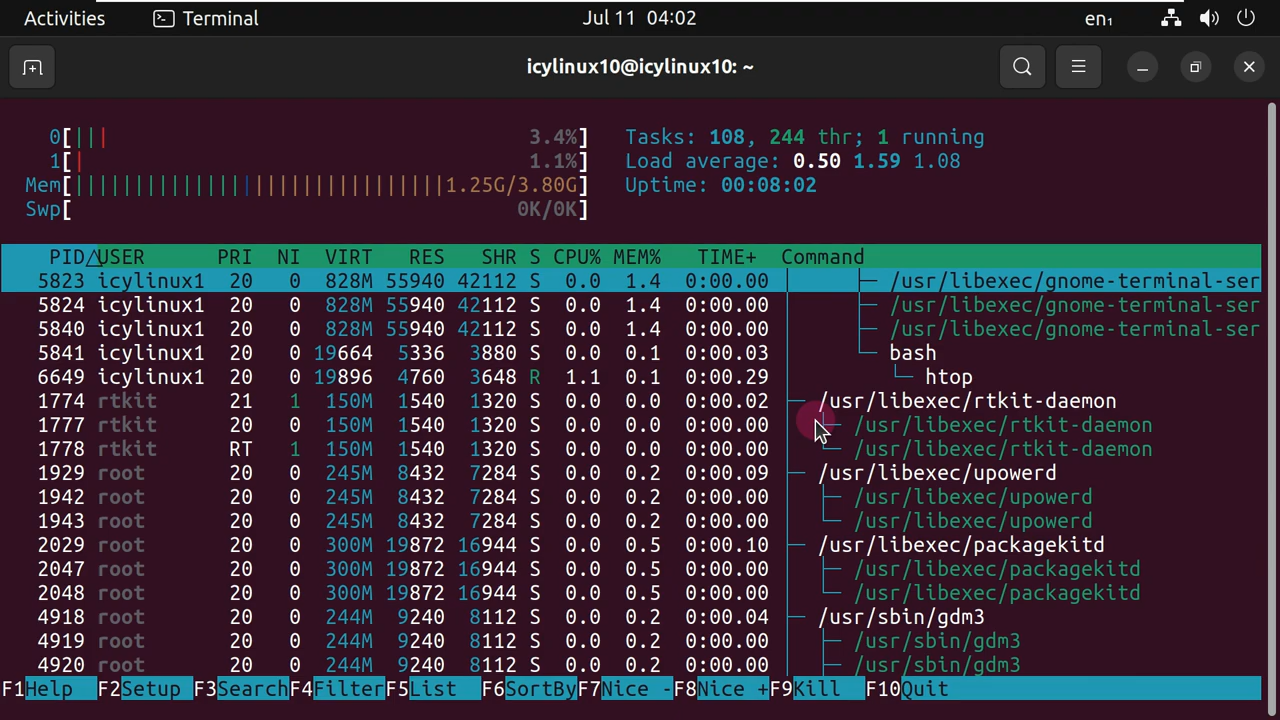 Activities Terminal Jul 11 04:02 en₁
icylinux10@icylinux10: ~
0[||| 3.4%] Tasks: 108, 244 thr; 1 running
1[| 1.1%] Load average: 0.50 1.59 1.08
Mem[|||||||||||||||||||||||||||||||1.25G/3.80G] Uptime: 00:08:02
Swp[ 0K/0K]
PID△USER PRI NI VIRT RES SHR S CPU% MEM% TIME+ Command
5823 icylinux1 20 0 828M 55940 42112 S 0.0 1.4 0:00.00 │ ├─ /usr/libexec/gnome-terminal-ser
5824 icylinux1 20 0 828M 55940 42112 S 0.0 1.4 0:00.00 │ ├─ /usr/libexec/gnome-terminal-ser
5840 icylinux1 20 0 828M 55940 42112 S 0.0 1.4 0:00.00 │ ├─ /usr/libexec/gnome-terminal-ser
5841 icylinux1 20 0 19664 5336 3880 S 0.0 0.1 0:00.03 │ └─ bash
6649 icylinux1 20 0 19896 4760 3648 R 1.1 0.1 0:00.29 │ └─ htop
1774 rtkit 21 1 150M 1540 1320 S 0.0 0.0 0:00.02 ├─ /usr/libexec/rtkit-daemon
1777 rtkit 20 0 150M 1540 1320 S 0.0 0.0 0:00.00 │ ├─ /usr/libexec/rtkit-daemon
1778 rtkit RT 1 150M 1540 1320 S 0.0 0.0 0:00.00 │ └─ /usr/libexec/rtkit-daemon
1929 root 20 0 245M 8432 7284 S 0.0 0.2 0:00.09 ├─ /usr/libexec/upowerd
1942 root 20 0 245M 8432 7284 S 0.0 0.2 0:00.00 │ ├─ /usr/libexec/upowerd
1943 root 20 0 245M 8432 7284 S 0.0 0.2 0:00.00 │ └─ /usr/libexec/upowerd
2029 root 20 0 300M 19872 16944 S 0.0 0.5 0:00.10 ├─ /usr/libexec/packagekitd
2047 root 20 0 300M 19872 16944 S 0.0 0.5 0:00.00 │ ├─ /usr/libexec/packagekitd
2048 root 20 0 300M 19872 16944 S 0.0 0.5 0:00.00 │ └─ /usr/libexec/packagekitd
4918 root 20 0 244M 9240 8112 S 0.0 0.2 0:00.04 ├─ /usr/sbin/gdm3
4919 root 20 0 244M 9240 8112 S 0.0 0.2 0:00.00 │ ├─ /usr/sbin/gdm3
4920 root 20 0 244M 9240 8112 S 0.0 0.2 0:00.00 │ ├─ /usr/sbin/gdm3
F1Help F2Setup F3SearchF4FilterF5List F6SortByF7Nice -F8Nice +F9Kill F10Quit